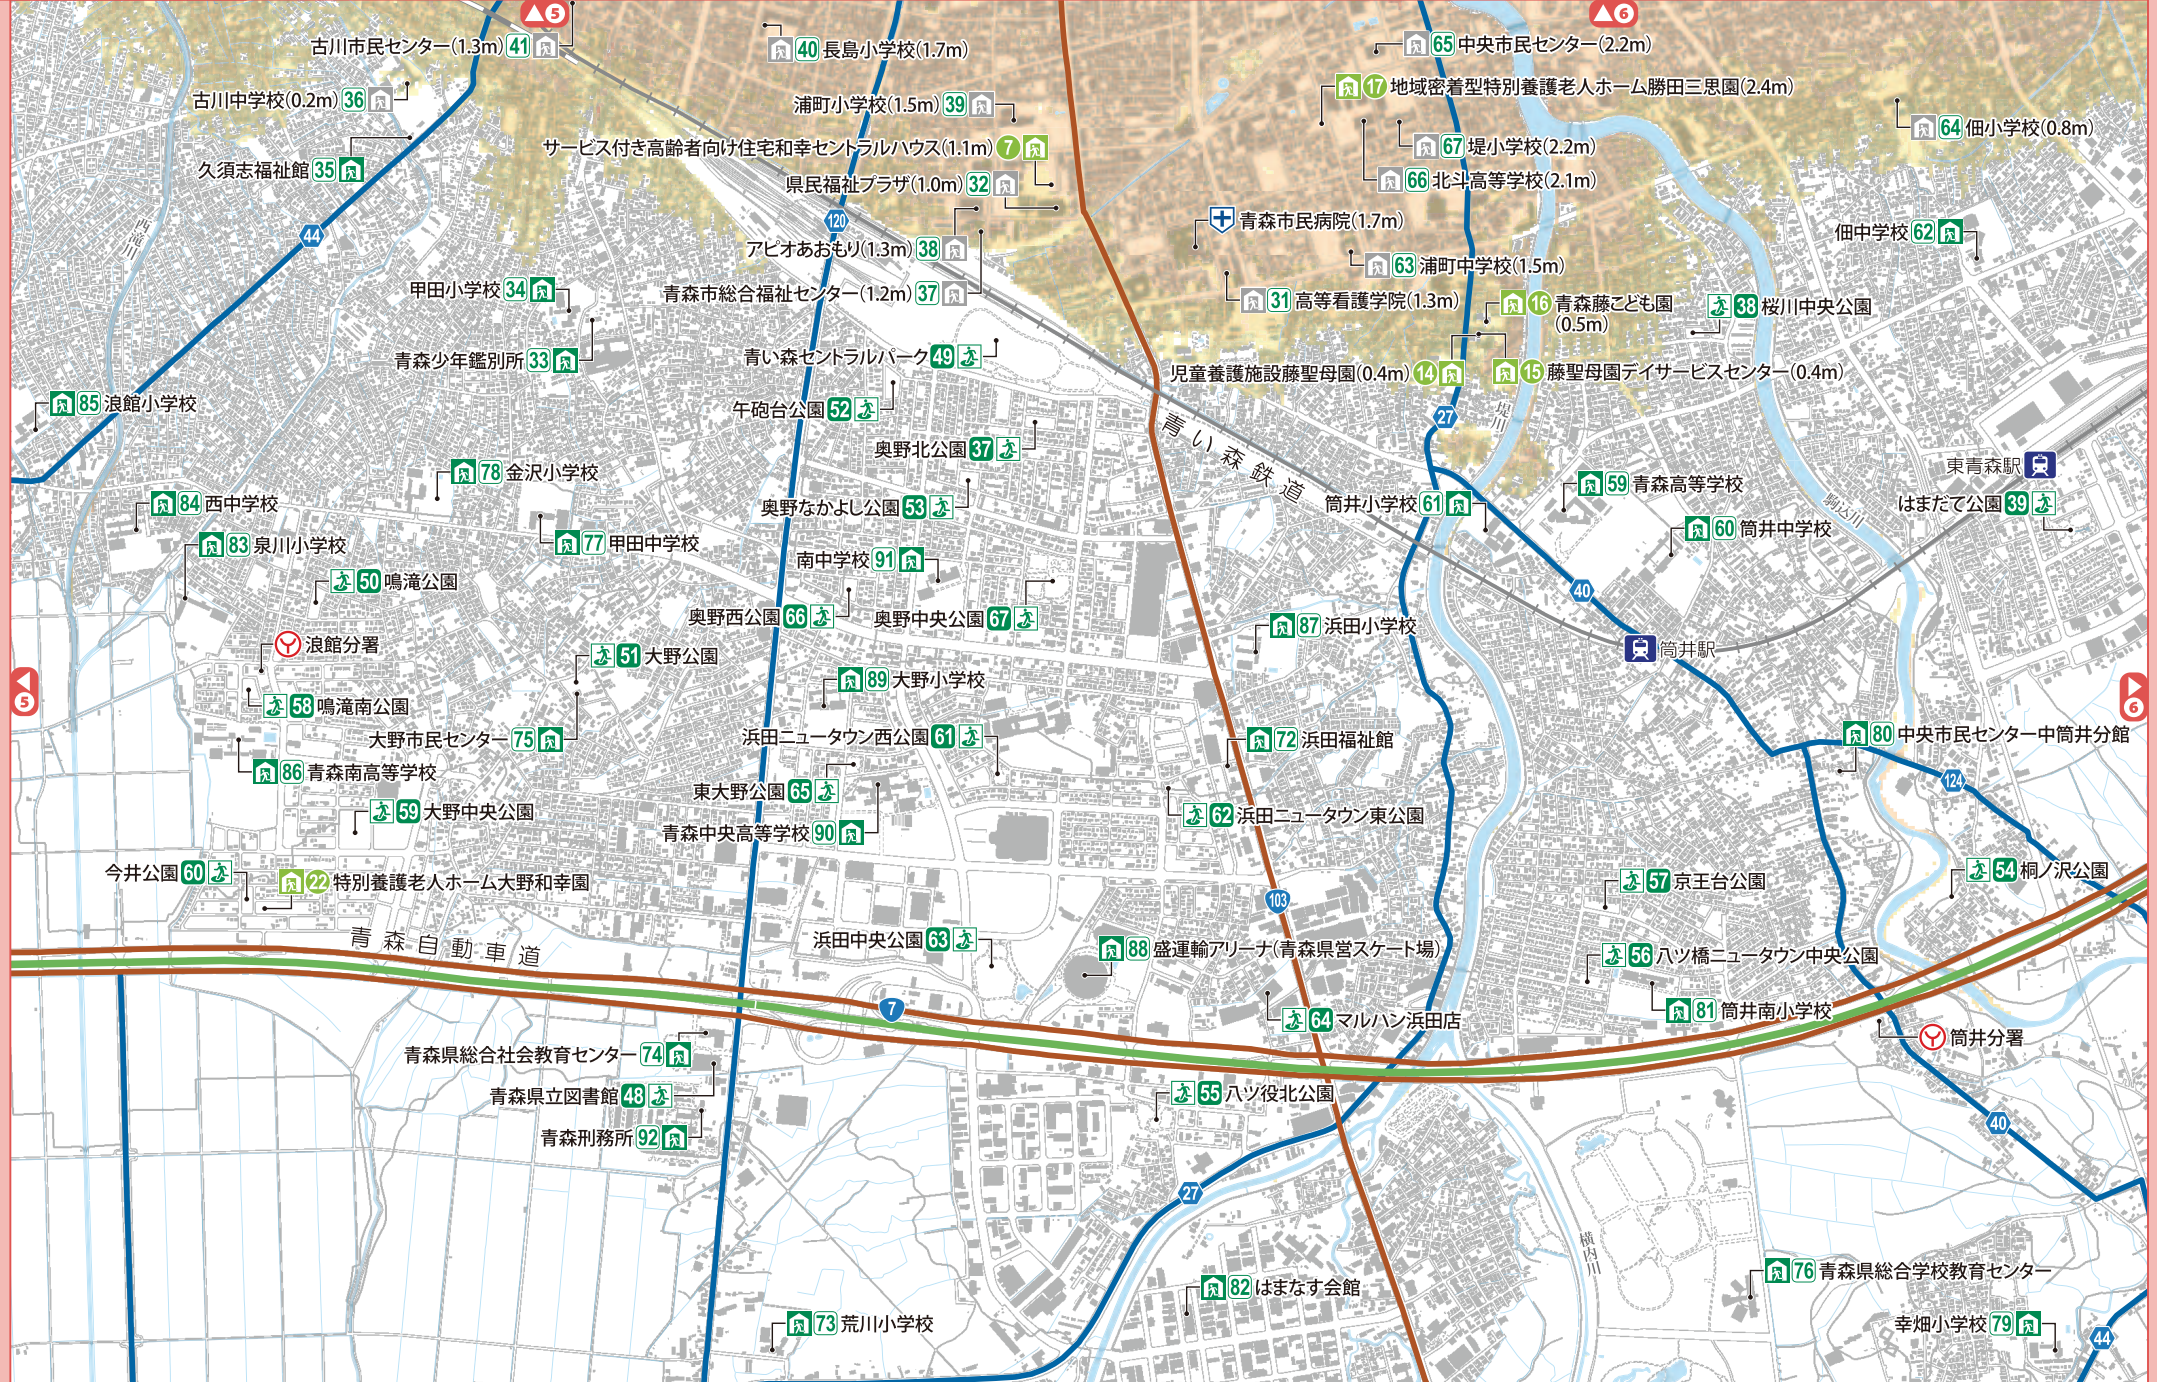 5
6
古川市民センター(1.3m) 41
40 長島小学校(1.7m)
65 中央市民センター(2.2m)
17 地域密着型特別養護老人ホーム勝田三思園(2.4m)
古川中学校(0.2m) 36
浦町小学校(1.5m) 39
64 佃小学校(0.8m)
サービス付き高齢者向け住宅和幸セントラルハウス(1.1m) 7
67 堤小学校(2.2m)
久須志福祉館 35
県民福祉プラザ(1.0m) 32
66 北斗高等学校(2.1m)
120
青森市民病院(1.7m)
西滝川
44
佃中学校 62
アピオあおもり(1.3m) 38
63 浦町中学校(1.5m)
甲田小学校 34
青森市総合福祉センター(1.2m) 37
31 高等看護学院(1.3m)
16 青森藤こども園
(0.5m)
38 桜川中央公園
青森少年鑑別所 33
青い森セントラルパーク 49
児童養護施設藤聖母園(0.4m) 14
15 藤聖母園デイサービスセンター(0.4m)
85 浪館小学校
午砲台公園 52
27
堤川
青い森鉄道
奥野北公園 37
78 金沢小学校
東青森駅
84 西中学校
奥野なかよし公園 53
筒井小学校 61
59 青森高等学校
はまだて公園 39
駒込川
60 筒井中学校
83 泉川小学校
77 甲田中学校
南中学校 91
50 鳴滝公園
40
奥野西公園 66
奥野中央公園 67
87 浜田小学校
浪館分署
51 大野公園
筒井駅
89 大野小学校
5
6
58 鳴滝南公園
大野市民センター 75
浜田ニュータウン西公園 61
72 浜田福祉館
80 中央市民センター中筒井分館
86 青森南高等学校
124
東大野公園 65
59 大野中央公園
62 浜田ニュータウン東公園
青森中央高等学校 90
今井公園 60
22 特別養護老人ホーム大野和幸園
57 京王台公園
54 桐ノ沢公園
103
青森自動車道
浜田中央公園 63
88 盛運輸アリーナ(青森県営スケート場)
56 八ツ橋ニュータウン中央公園
7
64 マルハン浜田店
81 筒井南小学校
筒井分署
青森県総合社会教育センター 74
青森県立図書館 48
55 八ツ役北公園
40
青森刑務所 92
27
横内川
82 はまなす会館
76 青森県総合学校教育センター
73 荒川小学校
幸畑小学校 79
44